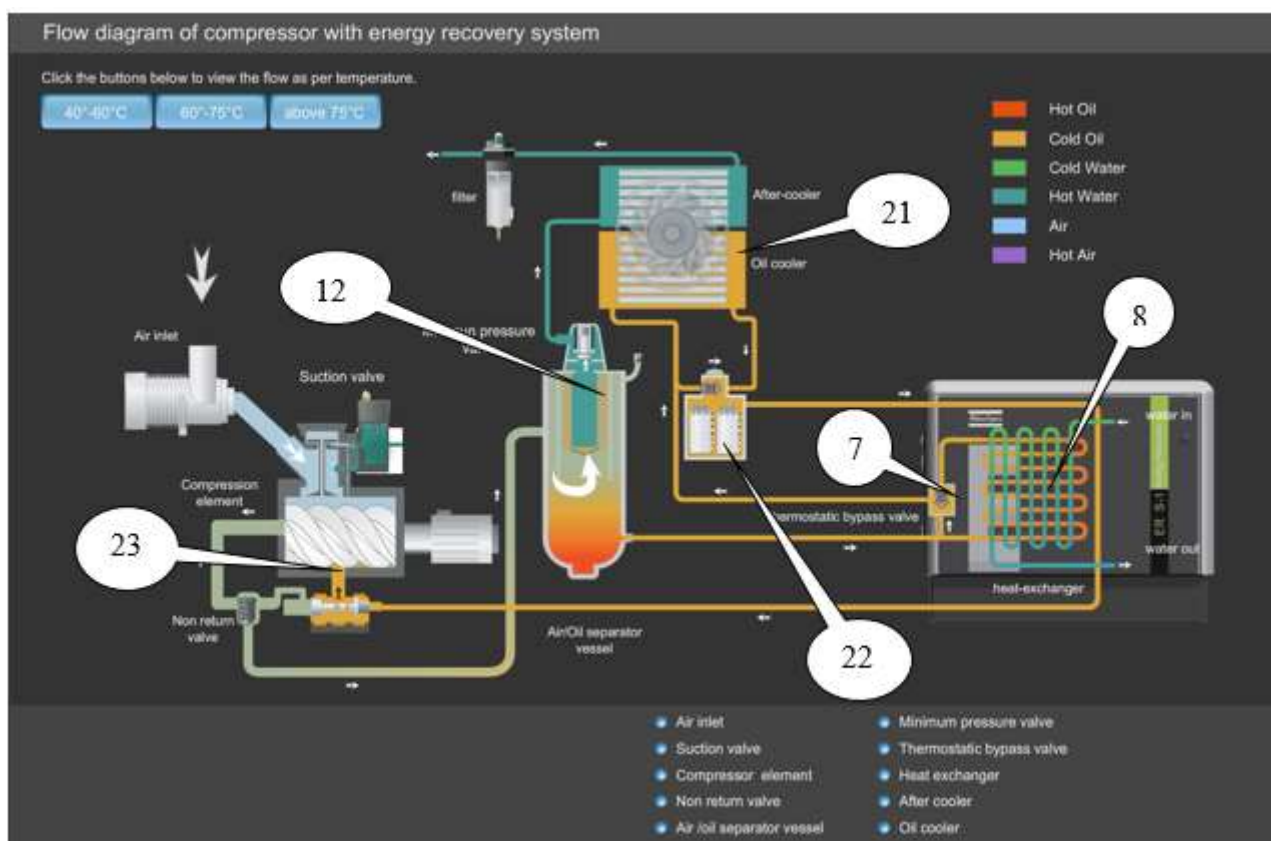 Flow diagram of compressor with energy recovery system
Click the buttons below to view the flow as per temperature.
40°-60°C
60°-75°C
above 75°C
Hot Oil
Cold Oil
Cold Water
Hot Water
Air
Hot Air
filter
After-cooler
21
Oil cooler
12
8
pressure
Air inlet
Suction valve
water in
7
Compression
element
bypass valve
23
water out
heat-exchanger
Non return
valve
Air/Oil separator
vessel
22
Air inlet
Suction valve
Compressor element
Non return valve
Air /oil separator vessel
Minimum pressure valve
Thermostatic bypass valve
Heat exchanger
After cooler
Oil cooler